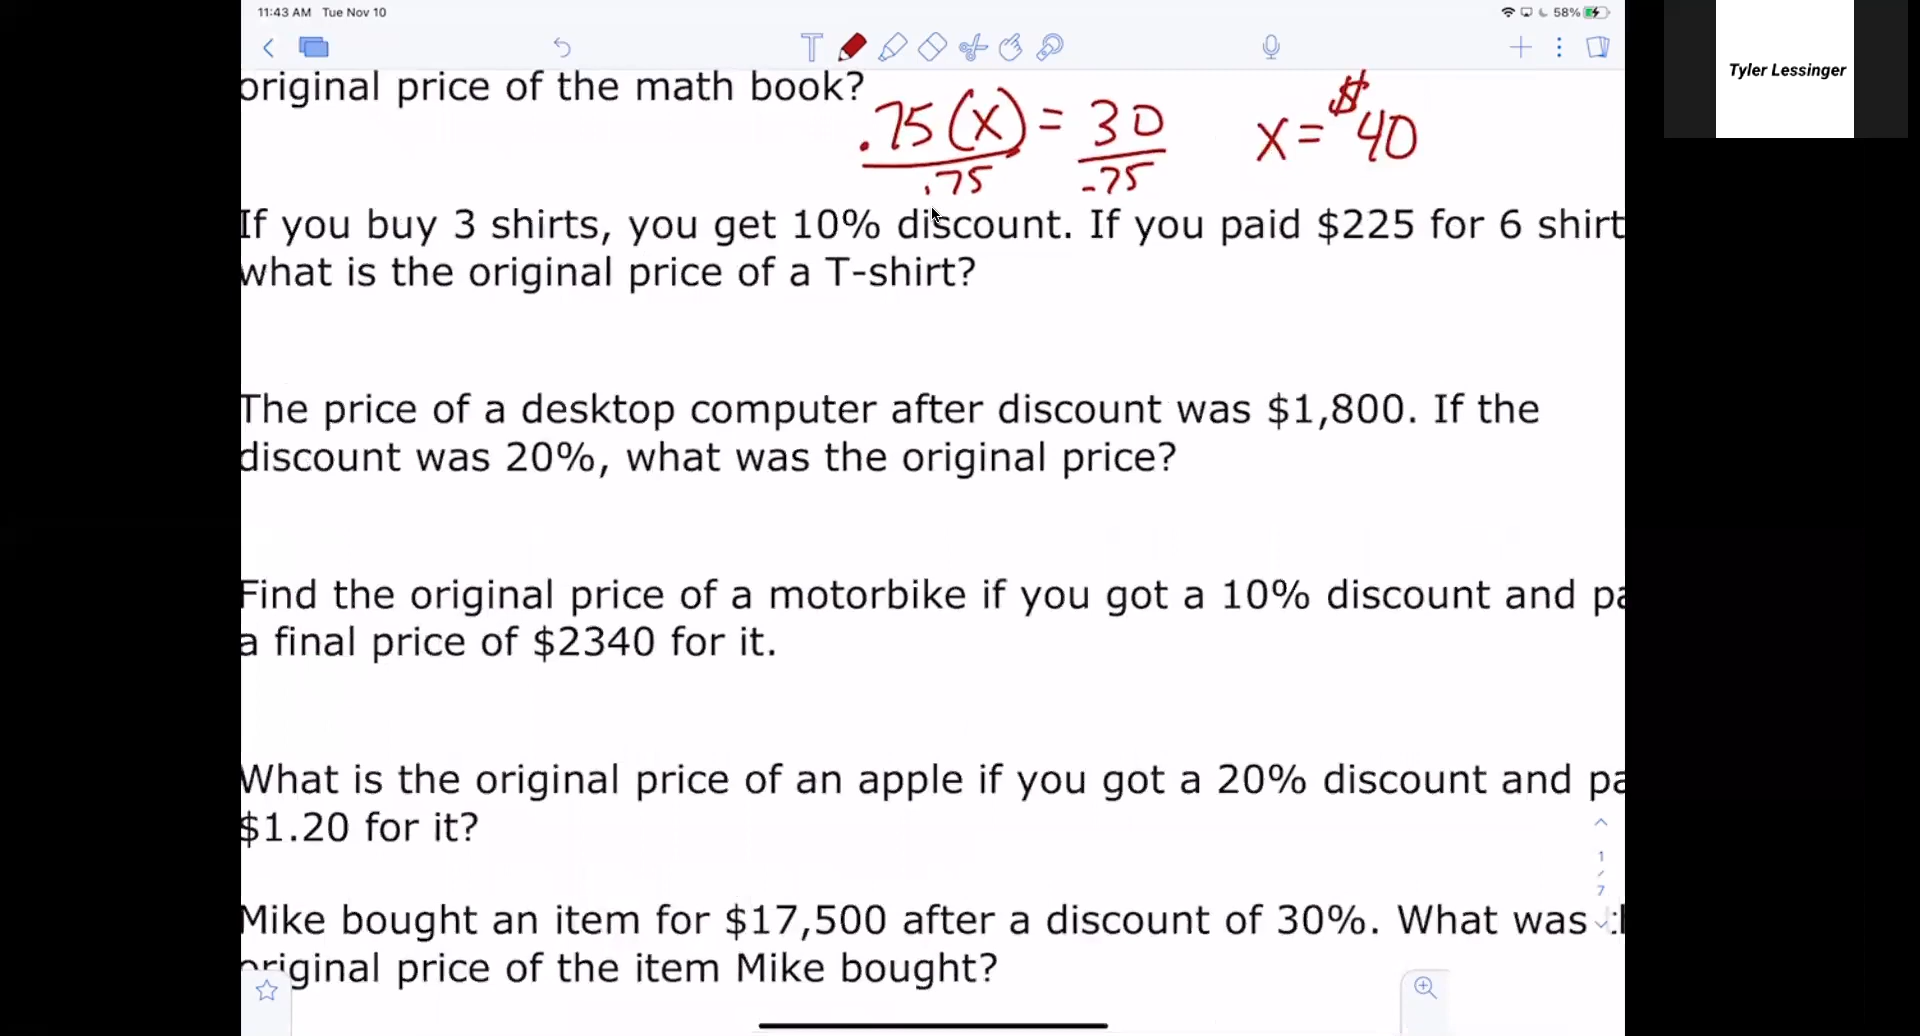 11:43 AM Tue Nov 10
58%
Tyler Lessinger
original price of the math book?
.75(x) = 30
.75 .75
x = $40
If you buy 3 shirts, you get 10% discount. If you paid $225 for 6 shirt
what is the original price of a T-shirt?
The price of a desktop computer after discount was $1,800. If the
discount was 20%, what was the original price?
Find the original price of a motorbike if you got a 10% discount and pa
a final price of $2340 for it.
What is the original price of an apple if you got a 20% discount and pa
$1.20 for it?
1
/
7
Mike bought an item for $17,500 after a discount of 30%. What was
original price of the item Mike bought?